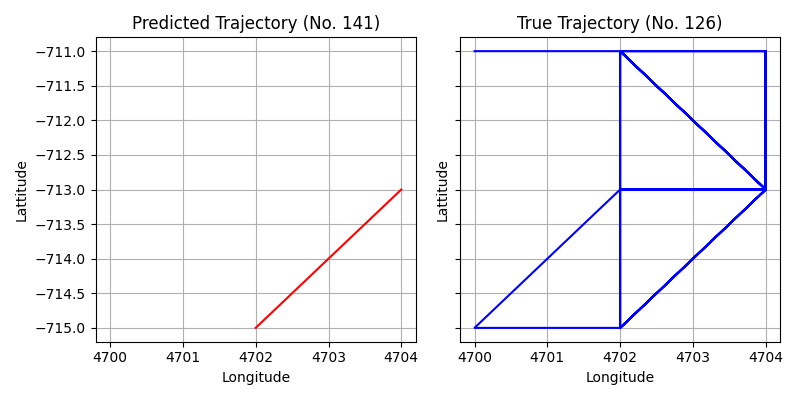 Predicted Trajectory (No. 141)
True Trajectory (No. 126)
−711.0
−711.5
−712.0
−712.5
−713.0
−713.5
−714.0
−714.5
−715.0
Lattitude
Lattitude
4700 4701 4702 4703 4704
4700 4701 4702 4703 4704
Longitude
Longitude